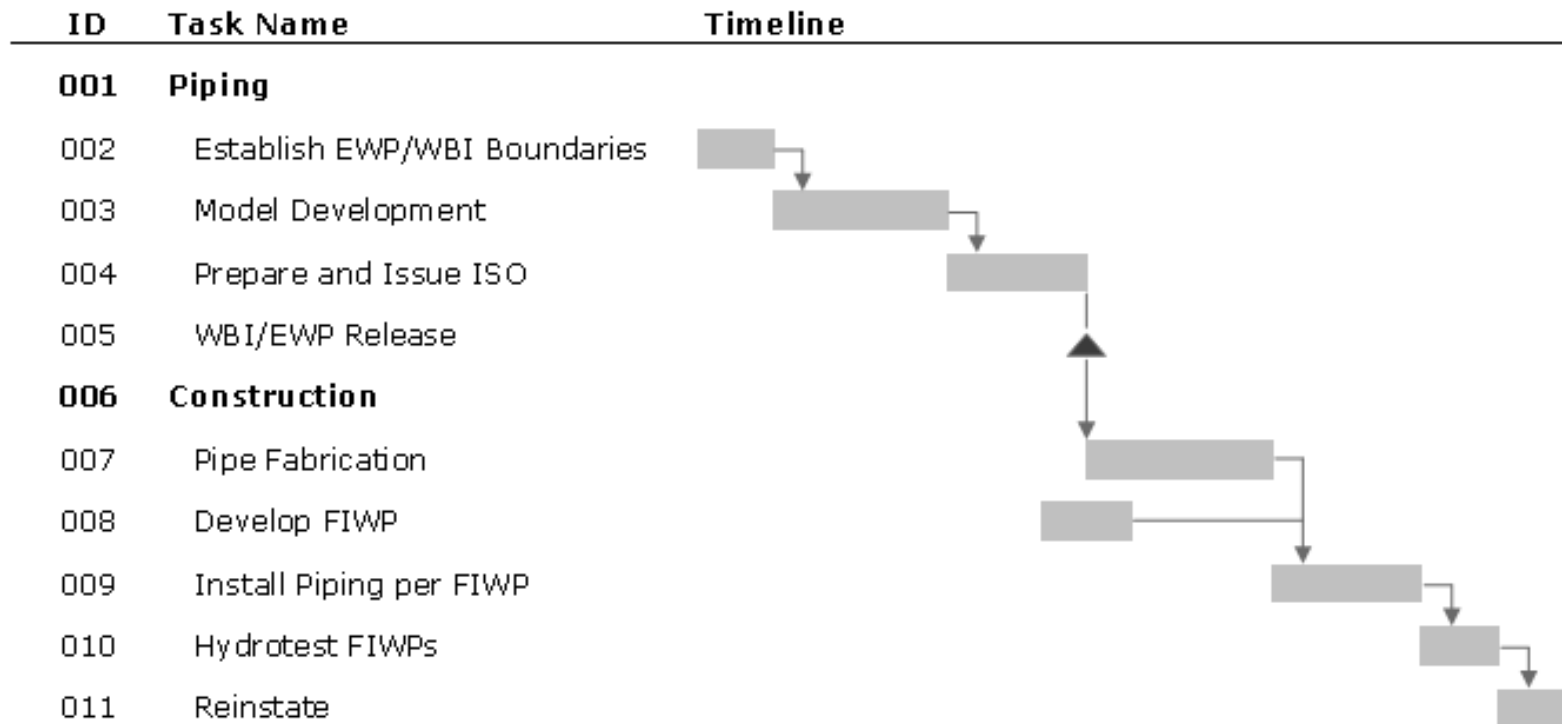 ID Task Name Timeline
001 Piping
002 Establish EWP/WBI Boundaries
003 Model Development
004 Prepare and Issue ISO
005 WBI/EWP Release
006 Construction
007 Pipe Fabrication
008 Develop FIWP
009 Install Piping per FIWP
010 Hydrotest FIWPs
011 Reinstate